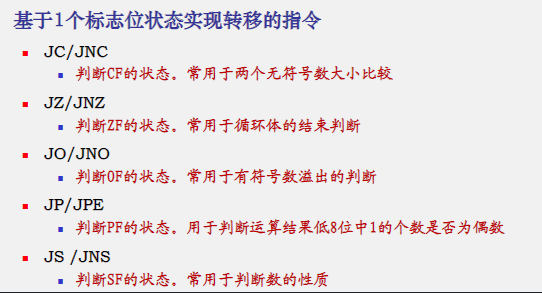 基于1个标志位状态实现转移的指令
JC/JNC
判断CF的状态。常用于两个无符号数大小比较
JZ/JNZ
判断ZF的状态。常用于循环体的结束判断
JO/JNO
判断OF的状态。常用于有符号数溢出的判断
JP/JPE
判断PF的状态。用于判断运算结果低8位中1的个数是否为偶数
JS /JNS
判断SF的状态。常用于判断数的性质